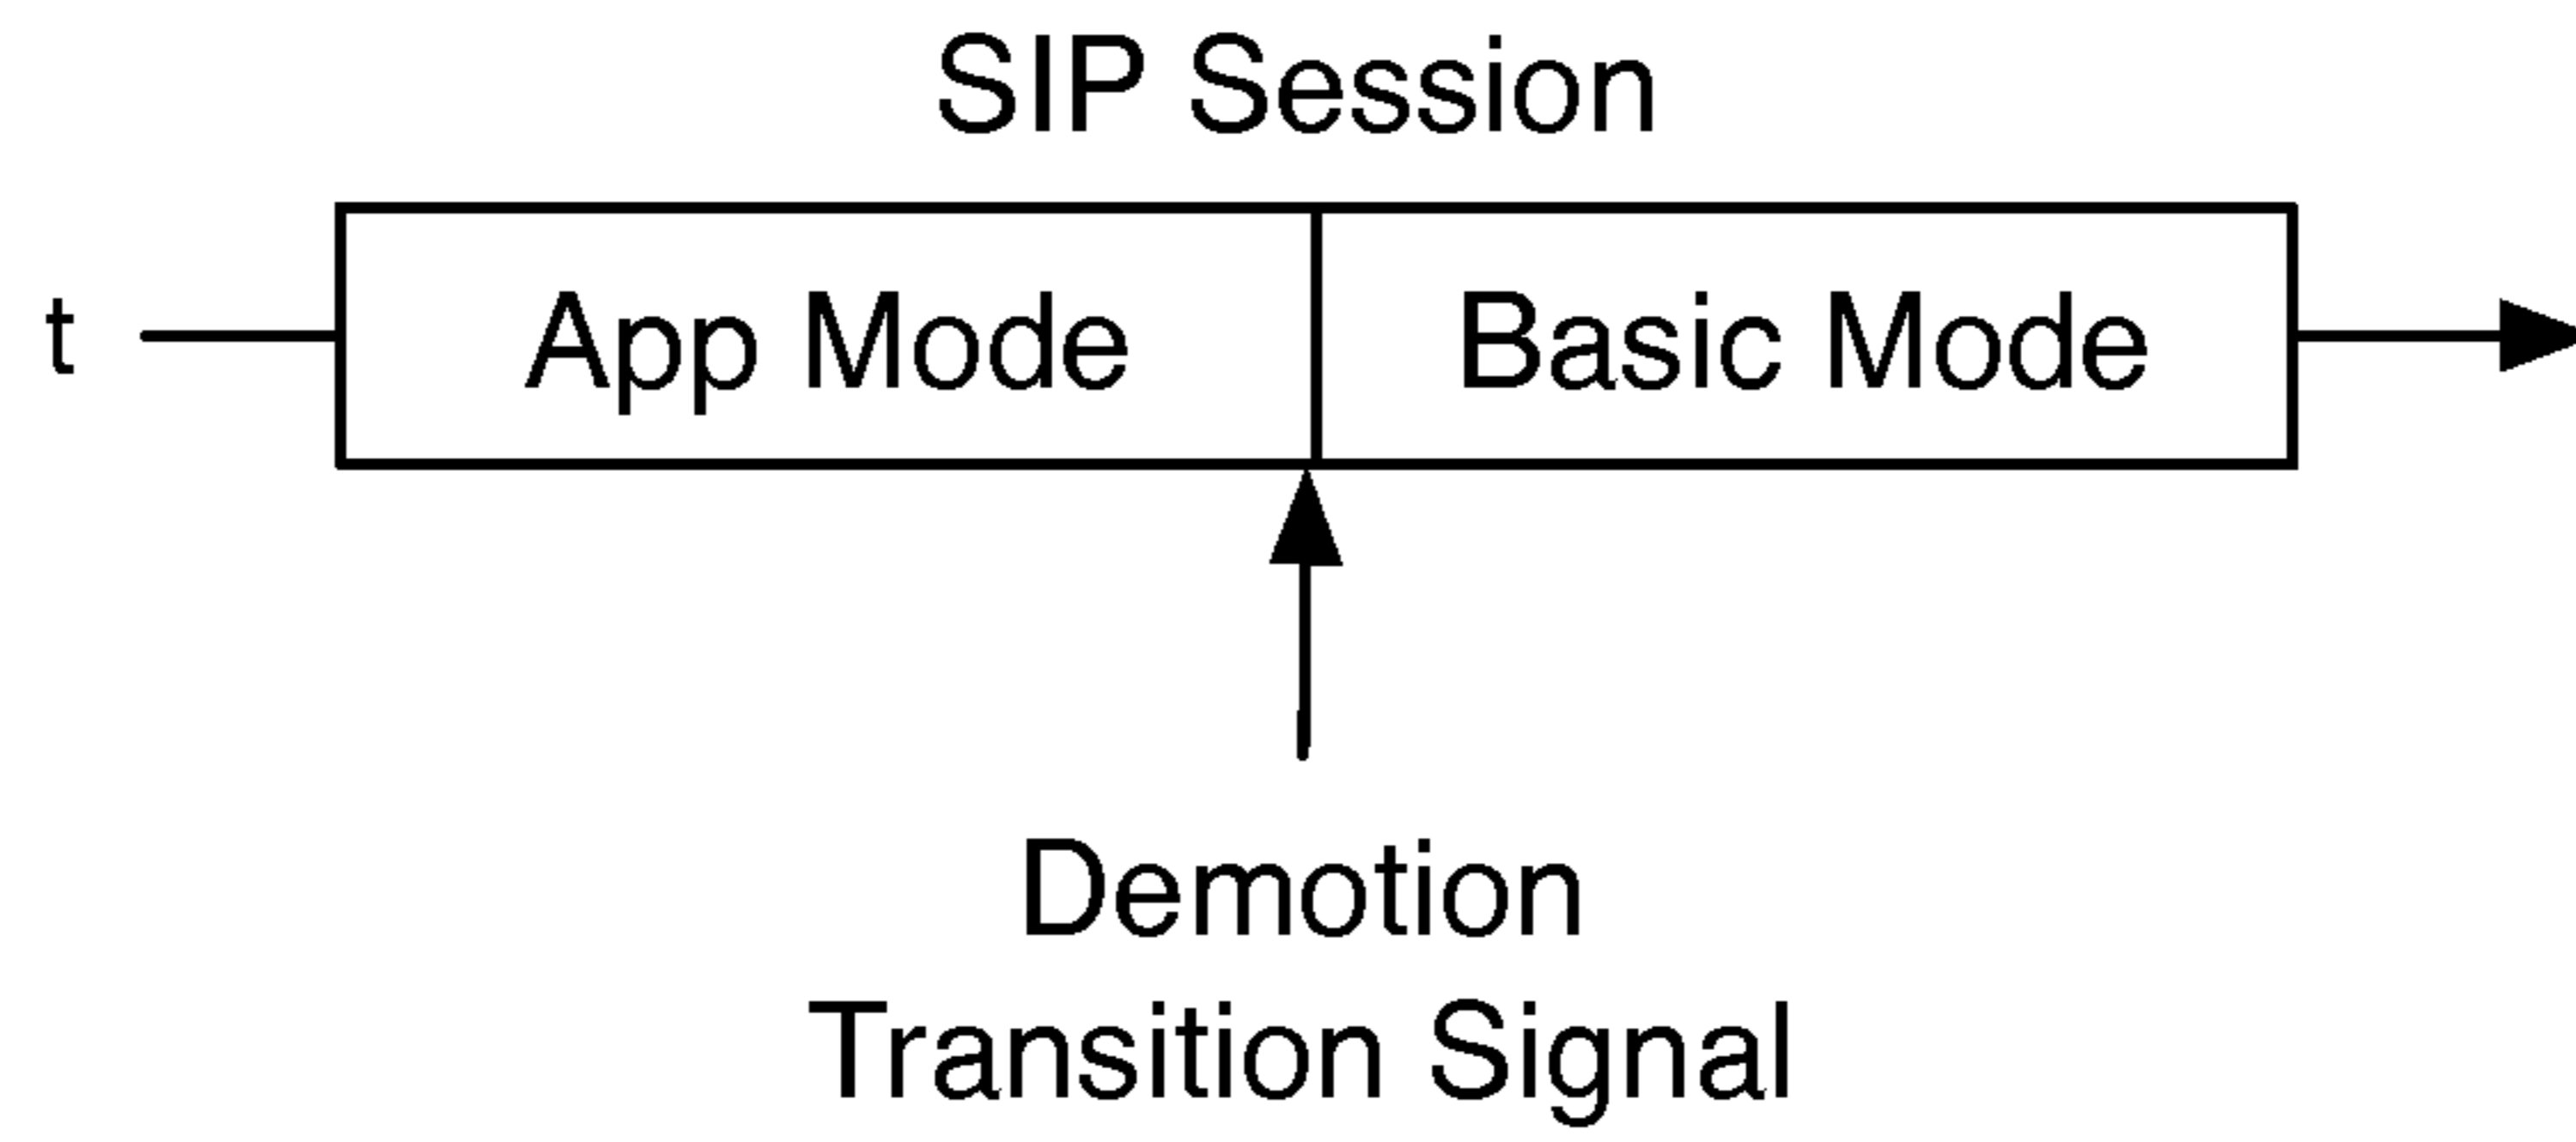 SIP Session
t
App Mode
Basic Mode
Demotion
Transition Signal